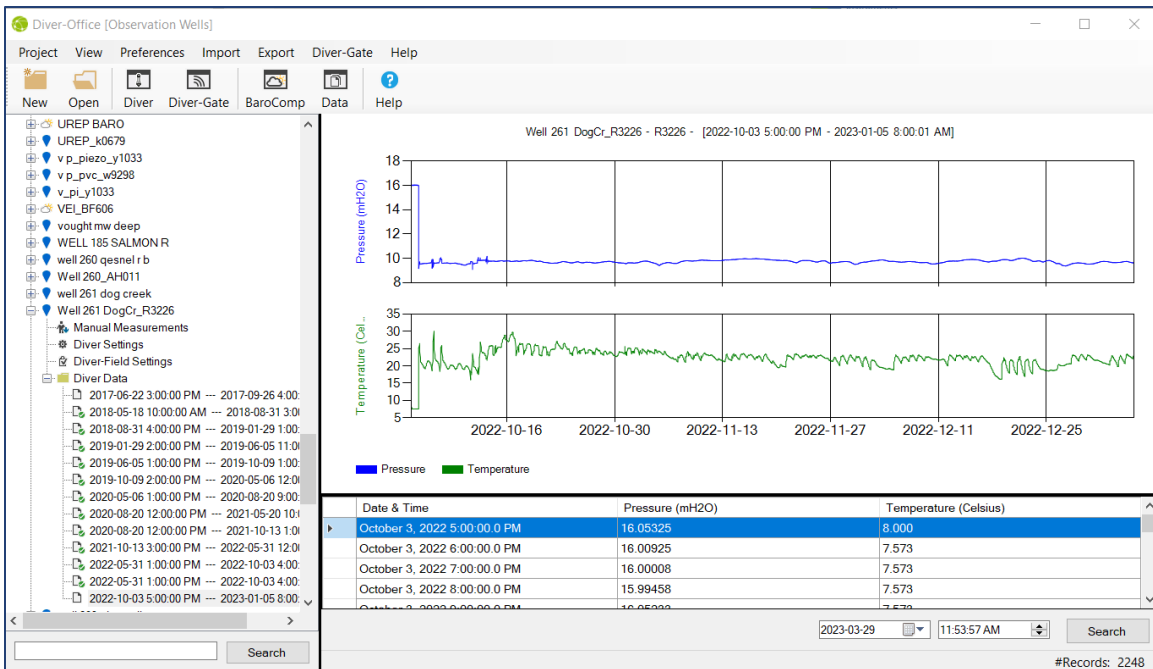 Diver-Office [Observation Wells]
Project View Preferences Import Export Diver-Gate Help
New Open Diver Diver-Gate BaroComp Data Help
UREP BARO
UREP_k0679
v p_piezo_y1033
v p_pvc_w9298
v_pi_y1033
VEI_BF606
vought mw deep
WELL 185 SALMON R
well 260 qesnel r b
Well 260_AH011
well 261 dog creek
Well 261 DogCr_R3226
Manual Measurements
Diver Settings
Diver-Field Settings
Diver Data
2017-06-22 3:00:00 PM --- 2017-09-26 4:00:
2018-05-18 10:00:00 AM --- 2018-08-31 3:0
2018-08-31 4:00:00 PM --- 2019-01-29 1:00:
2019-01-29 2:00:00 PM --- 2019-06-05 11:0
2019-06-05 1:00:00 PM --- 2019-10-09 1:00:
2019-10-09 2:00:00 PM --- 2020-05-06 12:0
2020-05-06 1:00:00 PM --- 2020-08-20 9:00:
2020-08-20 12:00:00 PM --- 2021-05-20 10:
2020-08-20 12:00:00 PM --- 2021-10-13 1:0
2021-10-13 3:00:00 PM --- 2022-05-31 12:0
2022-05-31 1:00:00 PM --- 2022-10-03 4:00:
2022-05-31 1:00:00 PM --- 2022-10-03 4:00:
2022-10-03 5:00:00 PM --- 2023-01-05 8:00:
Search
Well 261 DogCr_R3226 - R3226 - [2022-10-03 5:00:00 PM - 2023-01-05 8:00:01 AM]
Pressure (mH2O)
18
16
14
12
10
8
Temperature (Cel...
35
30
25
20
15
10
5
2022-10-16 2022-10-30 2022-11-13 2022-11-27 2022-12-11 2022-12-25
Pressure Temperature
Date & Time Pressure (mH2O) Temperature (Celsius)
October 3, 2022 5:00:00.0 PM 16.05325 8.000
October 3, 2022 6:00:00.0 PM 16.00925 7.573
October 3, 2022 7:00:00.0 PM 16.00008 7.573
October 3, 2022 8:00:00.0 PM 15.99458 7.573
2023-03-29 11:53:57 AM Search
#Records: 2248